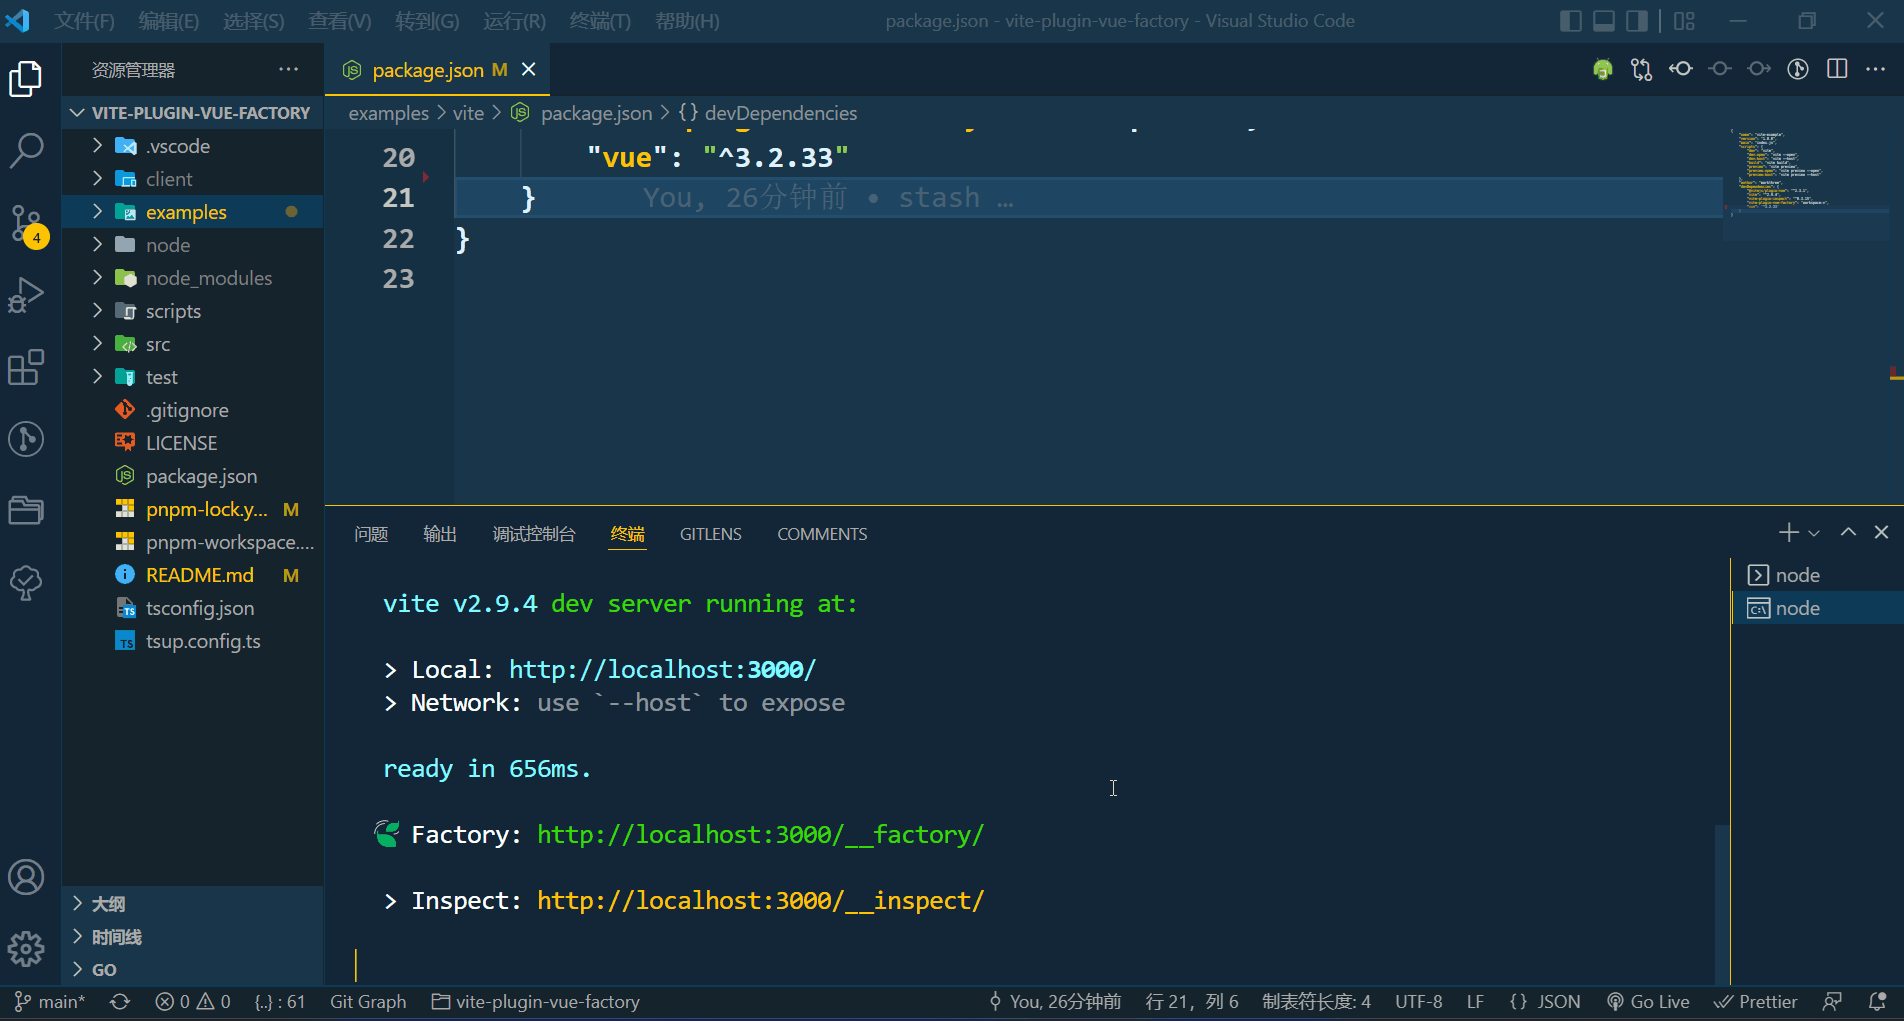 文件(F) 编辑(E) 选择(S) 查看(V) 转到(G) 运行(R) 终端(T) 帮助(H) package.json - vite-plugin-vue-factory - Visual Studio Code
资源管理器 ···
package.json M
VITE-PLUGIN-VUE-FACTORY
examples > vite > package.json > {} devDependencies
.vscode
client
examples
node
node_modules
scripts
src
test
.gitignore
LICENSE
package.json
pnpm-lock.y... M
pnpm-workspace....
README.md M
tsconfig.json
tsup.config.ts
大纲
时间线
GO
4
20 "vue": "^3.2.33"
21 } You, 26分钟前 • stash …
22 }
23
问题 输出 调试控制台 终端 GITLENS COMMENTS
vite v2.9.4 dev server running at:
> Local: http://localhost:3000/
> Network: use `--host` to expose
ready in 656ms.
Factory: http://localhost:3000/__factory/
> Inspect: http://localhost:3000/__inspect/
node
node
main* 0 0 {..} : 61 Git Graph vite-plugin-vue-factory You, 26分钟前 行 21, 列 6 制表符长度: 4 UTF-8 LF {} JSON Go Live Prettier